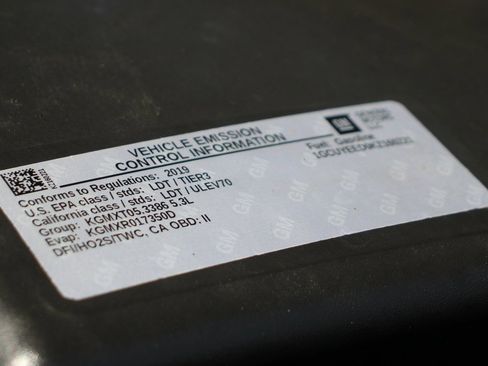 VEHICLE EMISSION
CONTROL INFORMATION
Fuel: Gasoline
Conforms to Regulations: 2019
U.S. EPA class / stds: LDT / TIER3
California class / stds: LDT / ULEV70
Group: KGMXT05.3386 5.3L
Evap: KGMXR0173500
DFI/HO2S/TWC, CA OBD: II
GM